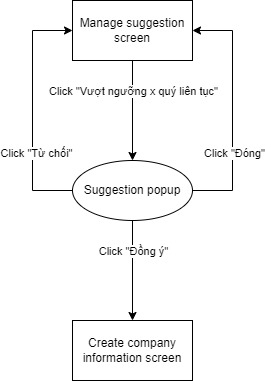 Manage suggestion
screen
Click "Vượt ngưỡng x quý liên tục"
Click "Từ chối"
Click "Đóng"
Suggestion popup
Click "Đồng ý"
Create company
information screen